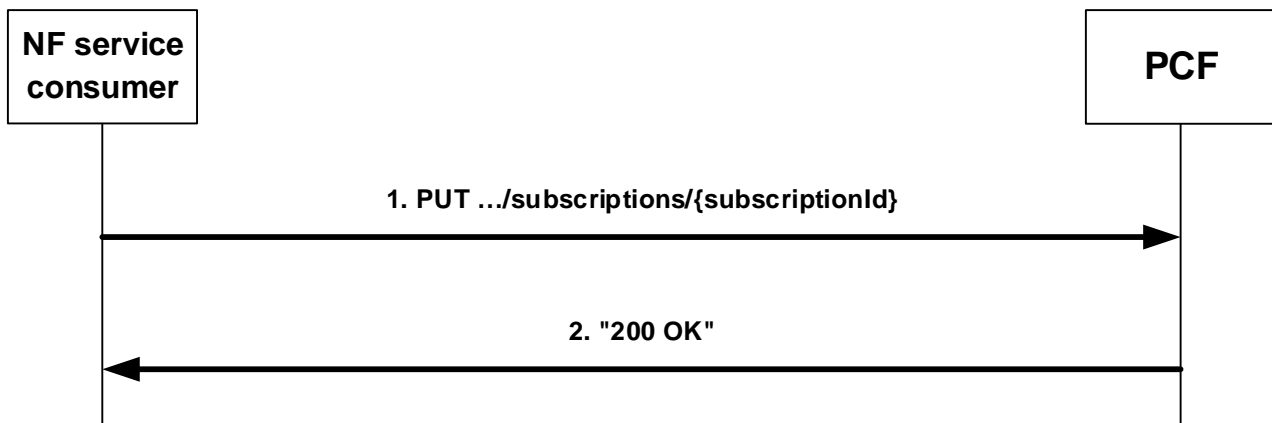 NF service
consumer
PCF
1. PUT …/subscriptions/{subscriptionId}
2. "200 OK"